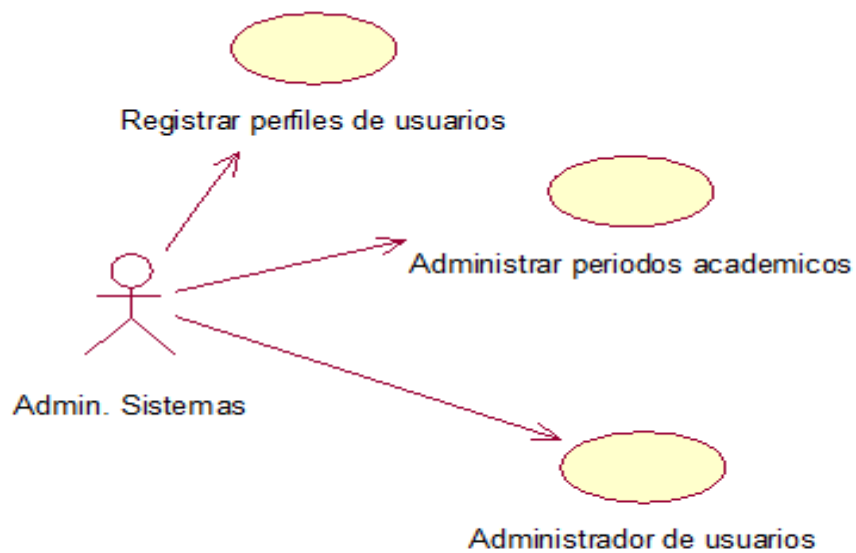 Registrar perfiles de usuarios
Administrar periodos academicos
Admin. Sistemas
Administrador de usuarios